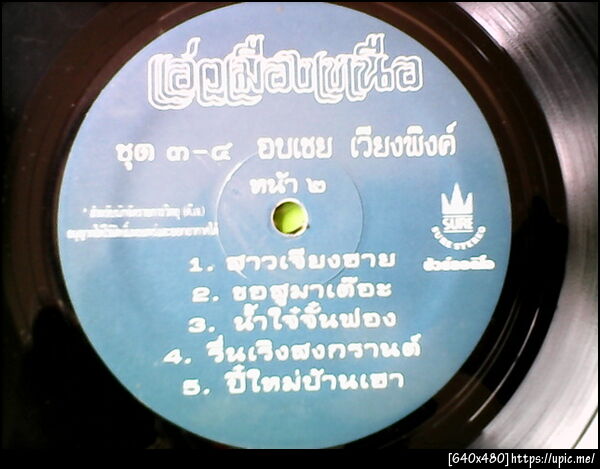 แอ่วเมืองเหนือ
ชุด ๓-๔ อบเชย เวียงพิงค์
หน้า ๒
SURE
SURE STEREO
1. สาวเจียงฮาย
2. ขอสูมาเต๊อะ
3. น้ำใจ๋จั้นฟอง
4. รื่นเริงสงกรานต์
5. ปี๋ใหม่บ้านเฮา
[640x480]https://upic.me/